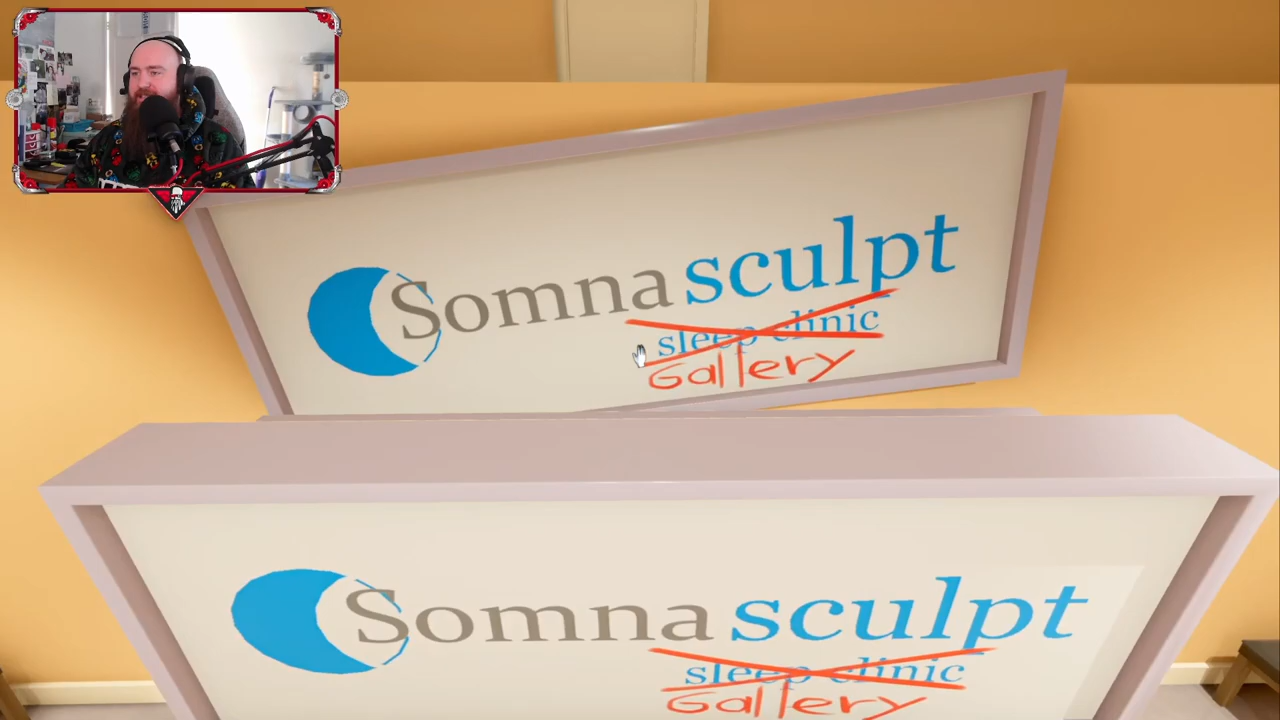 Somnasculpt
sleep clinic
Gallery
Somnasculpt
sleep clinic
Gallery